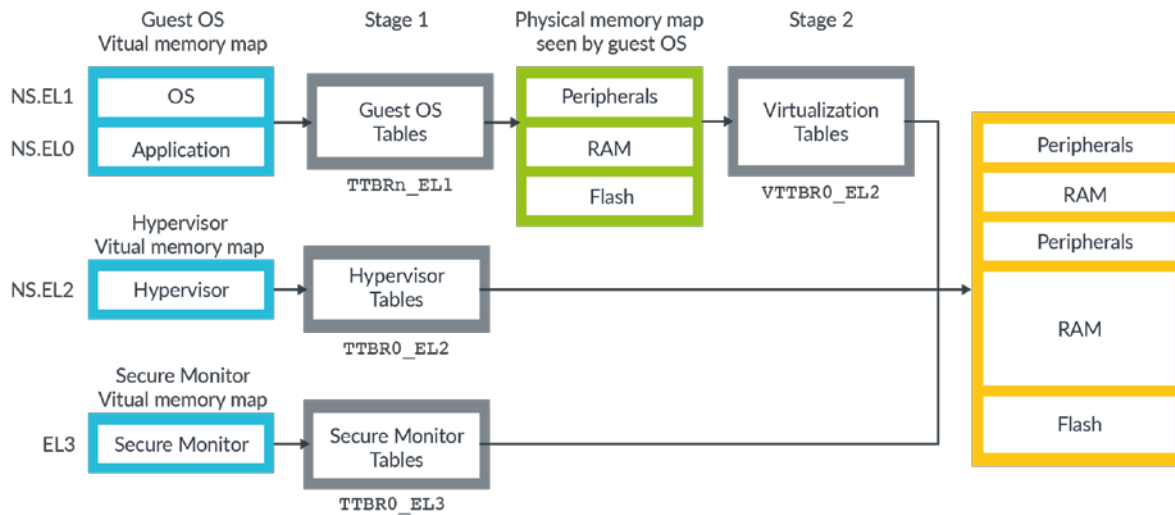 Guest OS
Vitual memory map
Stage 1
Physical memory map
seen by guest OS
Stage 2
NS.EL1
OS
NS.EL0
Application
Guest OS
Tables
TTBRn_EL1
Peripherals
RAM
Flash
Virtualization
Tables
VTTBR0_EL2
Hypervisor
Vitual memory map
NS.EL2
Hypervisor
Hypervisor
Tables
TTBR0_EL2
Secure Monitor
Vitual memory map
EL3
Secure Monitor
Secure Monitor
Tables
TTBR0_EL3
Peripherals
RAM
Peripherals
RAM
Flash